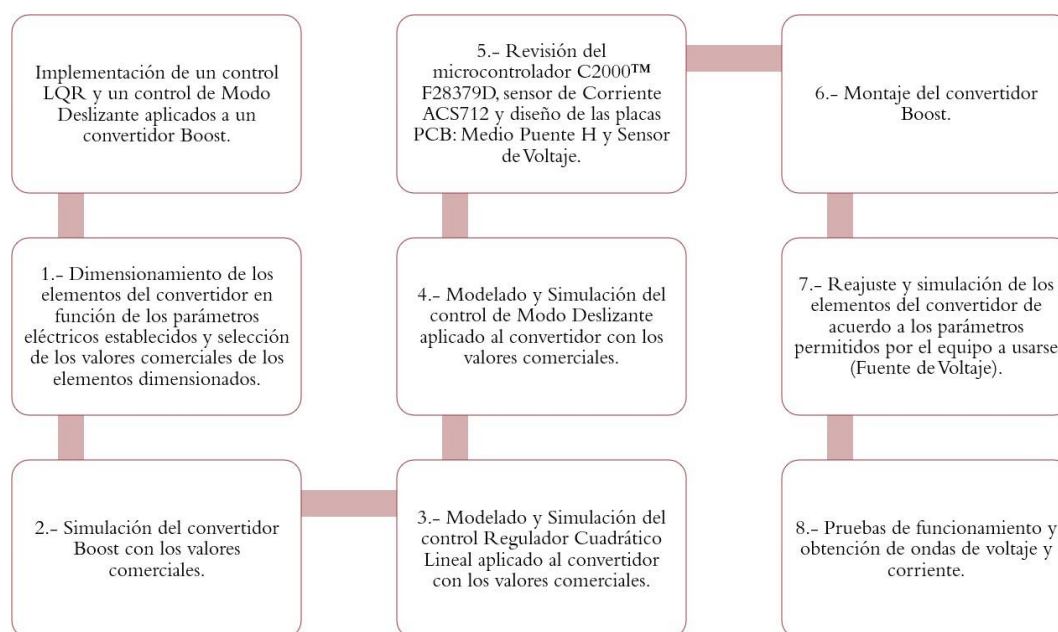 Implementación de un control
LQR y un control de Modo
Deslizante aplicados a un
convertidor Boost.
1.- Dimensionamiento de los
elementos del convertidor en
función de los parámetros
eléctricos establecidos y selección
de los valores comerciales de los
elementos dimensionados.
2.- Simulación del convertidor
Boost con los valores
comerciales.
3.- Modelado y Simulación del
control Regulador Cuadrático
Lineal aplicado al convertidor
con los valores comerciales.
4.- Modelado y Simulación del
control de Modo Deslizante
aplicado al convertidor con los
valores comerciales.
5.- Revisión del
microcontrolador C2000™
F28379D, sensor de Corriente
ACS712 y diseño de las placas
PCB: Medio Puente H y Sensor
de Voltaje.
6.- Montaje del convertidor
Boost.
7.- Reajuste y simulación de los
elementos del convertidor de
acuerdo a los parámetros
permitidos por el equipo a usarse
(Fuente de Voltaje).
8.- Pruebas de funcionamiento y
obtención de ondas de voltaje y
corriente.